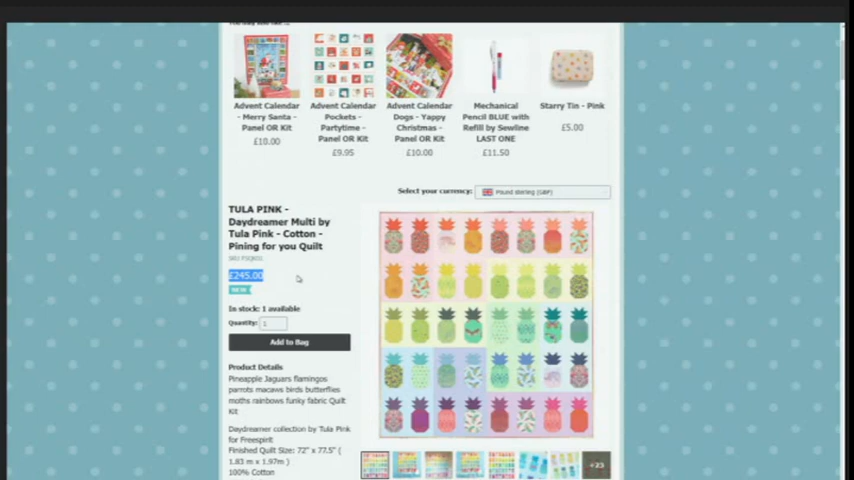 You may also like ...
Advent Calendar
- Merry Santa -
Panel OR Kit
£10.00
Advent Calendar
Pockets -
Partytime -
Panel OR Kit
£9.95
Advent Calendar
Dogs - Yappy
Christmas -
Panel OR Kit
£10.00
Mechanical
Pencil BLUE with
Refill by Sewline
LAST ONE
£11.50
Starry Tin - Pink
£5.00
Select your currency: Pound sterling (GBP)
TULA PINK -
Daydreamer Multi by
Tula Pink - Cotton -
Pining for you Quilt
£245.00
NEW
In stock: 1 available
Quantity: 1
Add to Bag
Product Details
Pineapple Jaguars flamingos
parrots macaws birds butterflies
moths rainbows funky fabric Quilt
Kit
Daydreamer collection by Tula Pink
for Freespirit
Finished Quilt Size: 72" x 77.5" (
1.83 m x 1.97m )
100% Cotton
+23